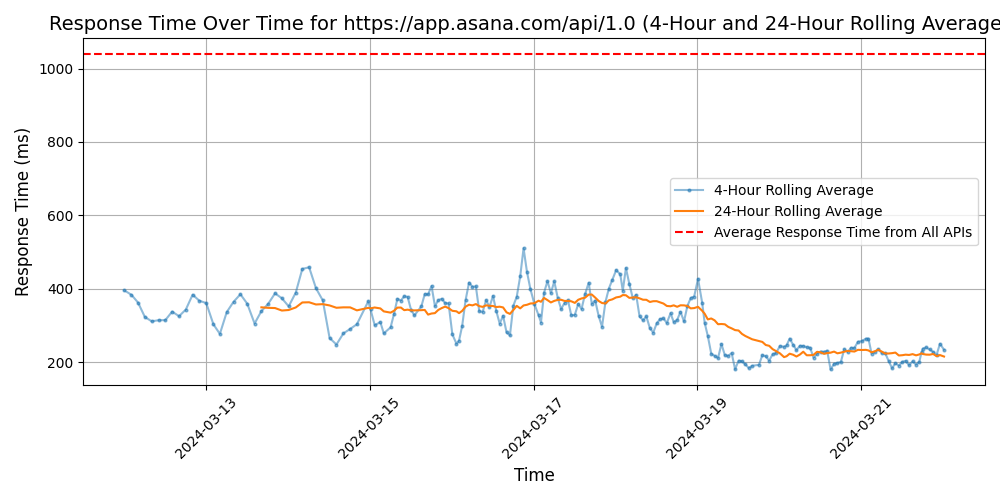 Response Time Over Time for https://app.asana.com/api/1.0 (4-Hour and 24-Hour Rolling Average
1000
800
600
400
200
Response Time (ms)
4-Hour Rolling Average
24-Hour Rolling Average
Average Response Time from All APIs
2024-03-13
2024-03-15
2024-03-17
2024-03-19
2024-03-21
Time